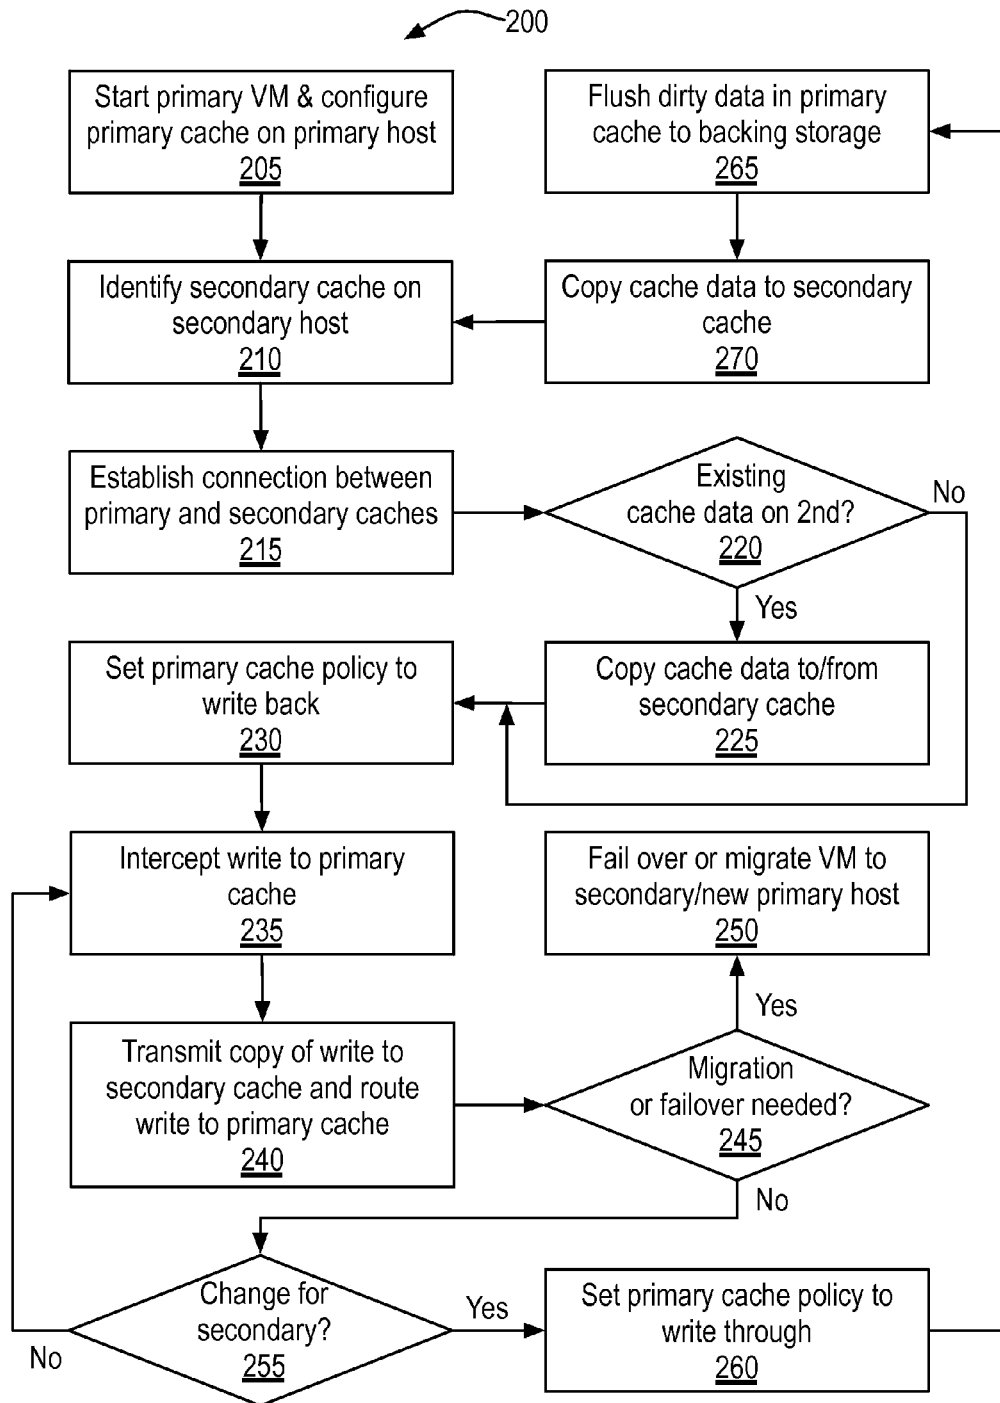 200
Start primary VM & configure
primary cache on primary host
205
Flush dirty data in primary
cache to backing storage
265
Identify secondary cache on
secondary host
210
Copy cache data to secondary
cache
270
Establish connection between
primary and secondary caches
215
Existing
cache data on 2nd?
220
No
Yes
Set primary cache policy to
write back
230
Copy cache data to/from
secondary cache
225
Intercept write to primary
cache
235
Fail over or migrate VM to
secondary/new primary host
250
Yes
Transmit copy of write to
secondary cache and route
write to primary cache
240
Migration
or failover needed?
245
No
Change for
secondary?
255
Yes
No
Set primary cache policy to
write through
260